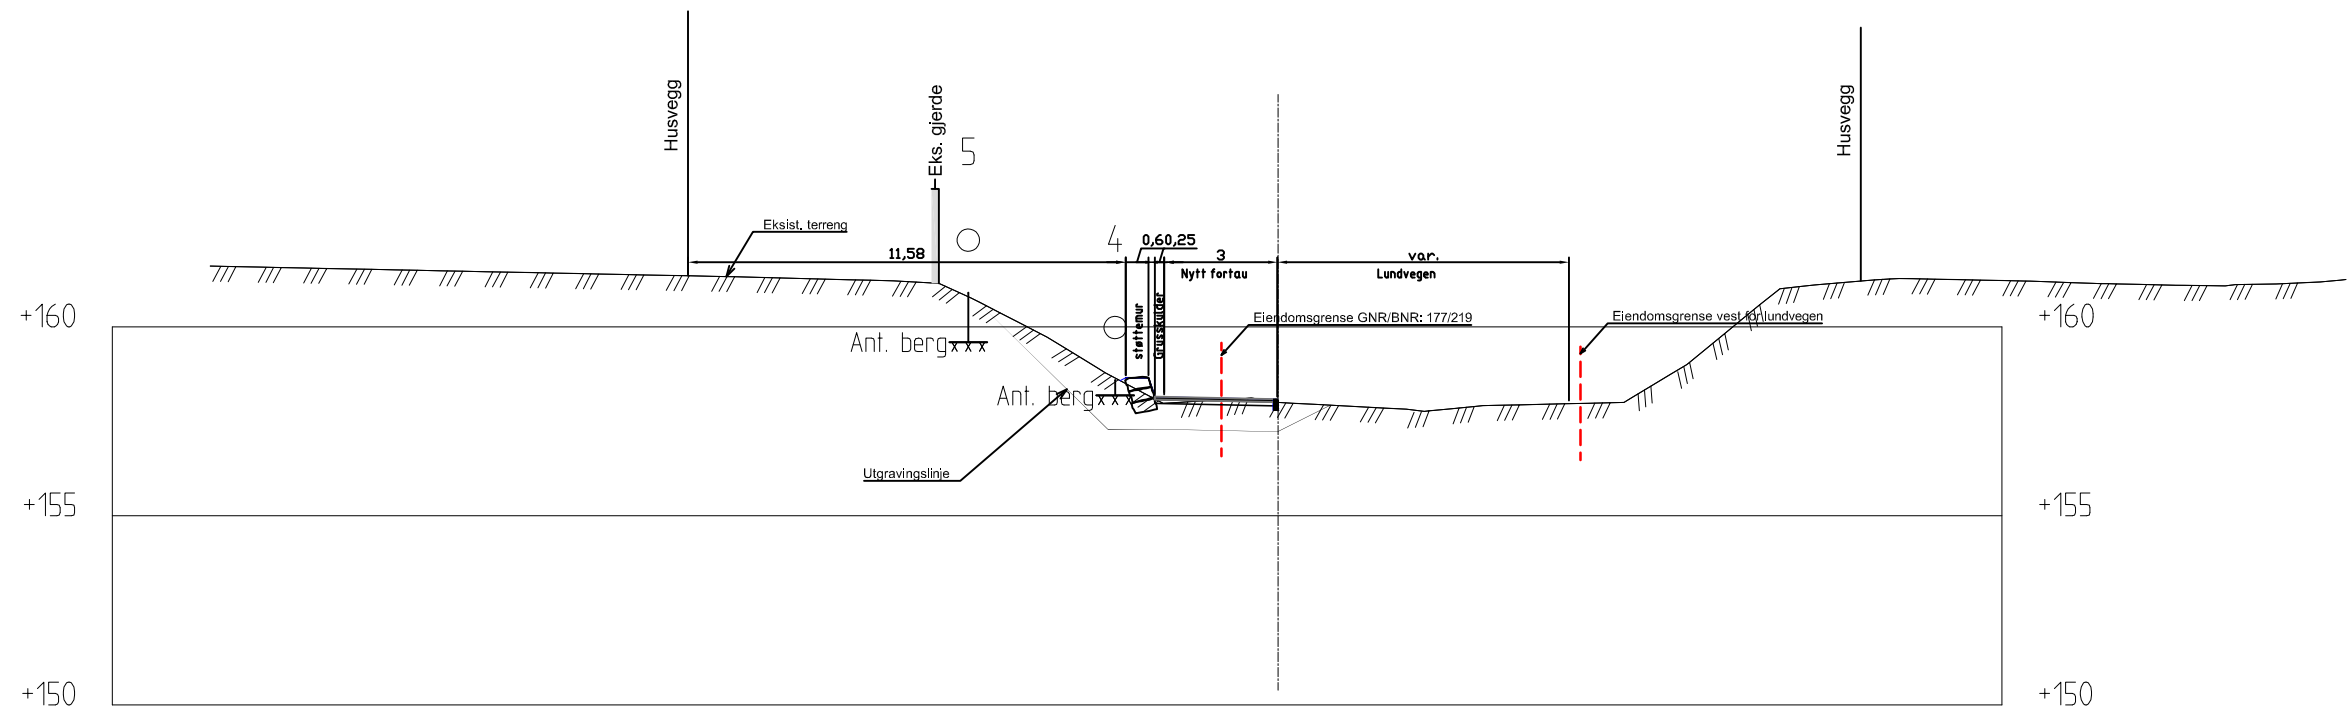 Husvegg
Eks. gjerde
5
Husvegg
Eksist. terreng
11,58
4
0,60,25
3
Nytt fortau
var.
Lundvegen
+160
støttemur
Grusskulder
Eiendomsgrense GNR/BNR: 177/219
Eiendomsgrense vest for lundvegen
+160
Ant. berg
Ant. berg
Utgravingslinje
+155
+155
+150
+150